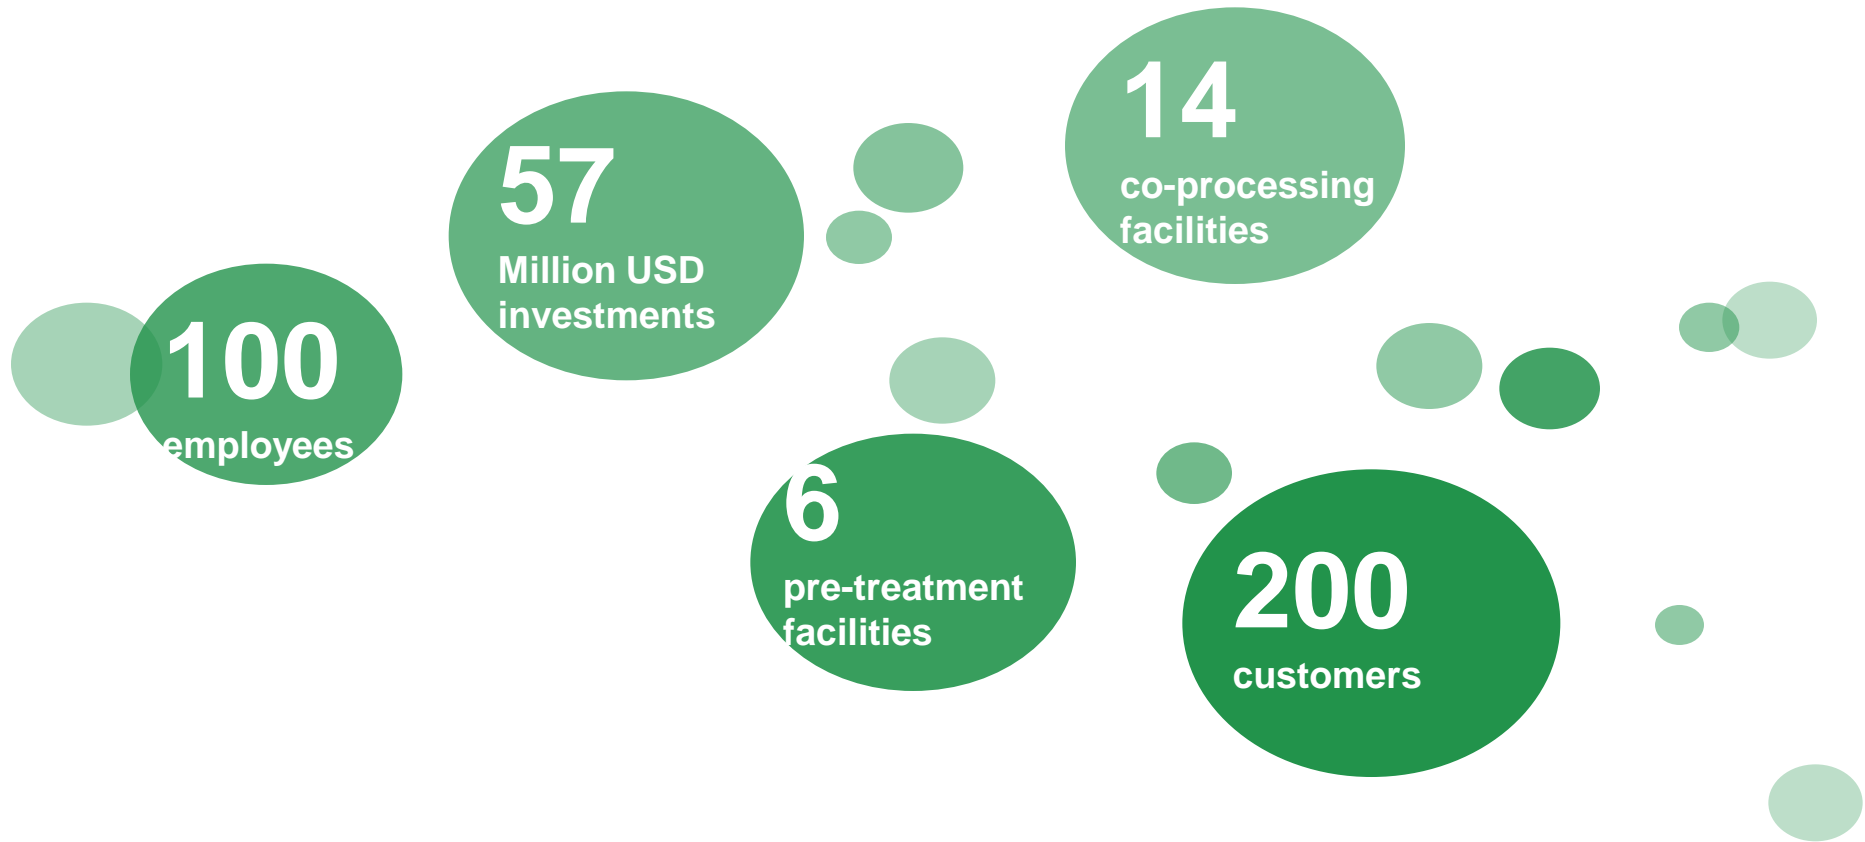 100
employees
57
Million USD
investments
14
co-processing
facilities
6
pre-treatment
facilities
200
customers